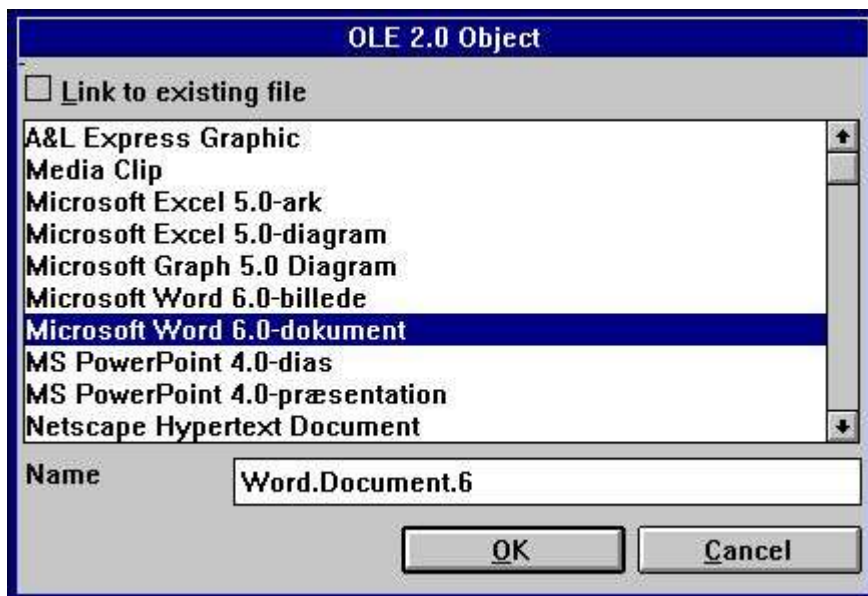 OLE 2.0 Object
Link to existing file
A&L Express Graphic
Media Clip
Microsoft Excel 5.0-ark
Microsoft Excel 5.0-diagram
Microsoft Graph 5.0 Diagram
Microsoft Word 6.0-billede
Microsoft Word 6.0-dokument
MS PowerPoint 4.0-dias
MS PowerPoint 4.0-præsentation
Netscape Hypertext Document
Name Word.Document.6
OK Cancel